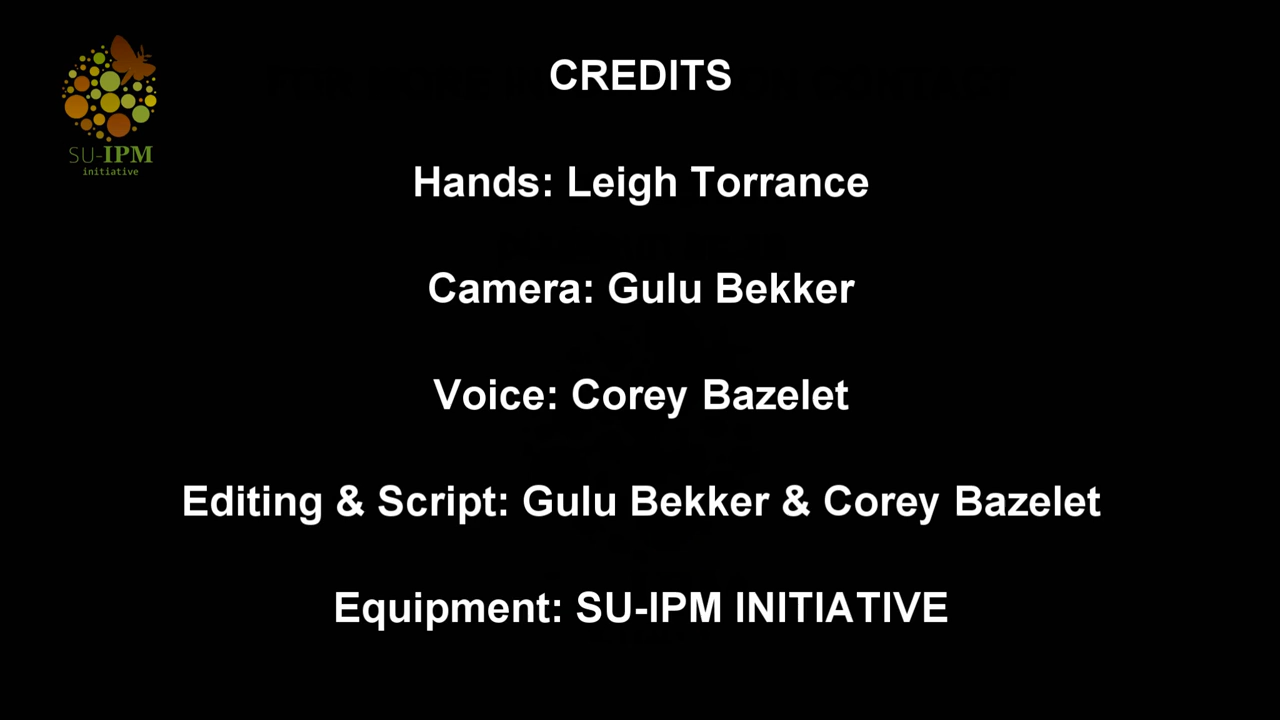 CREDITS
SU-IPM
initiative
Hands: Leigh Torrance
Camera: Gulu Bekker
Voice: Corey Bazelet
Editing & Script: Gulu Bekker & Corey Bazelet
Equipment: SU-IPM INITIATIVE